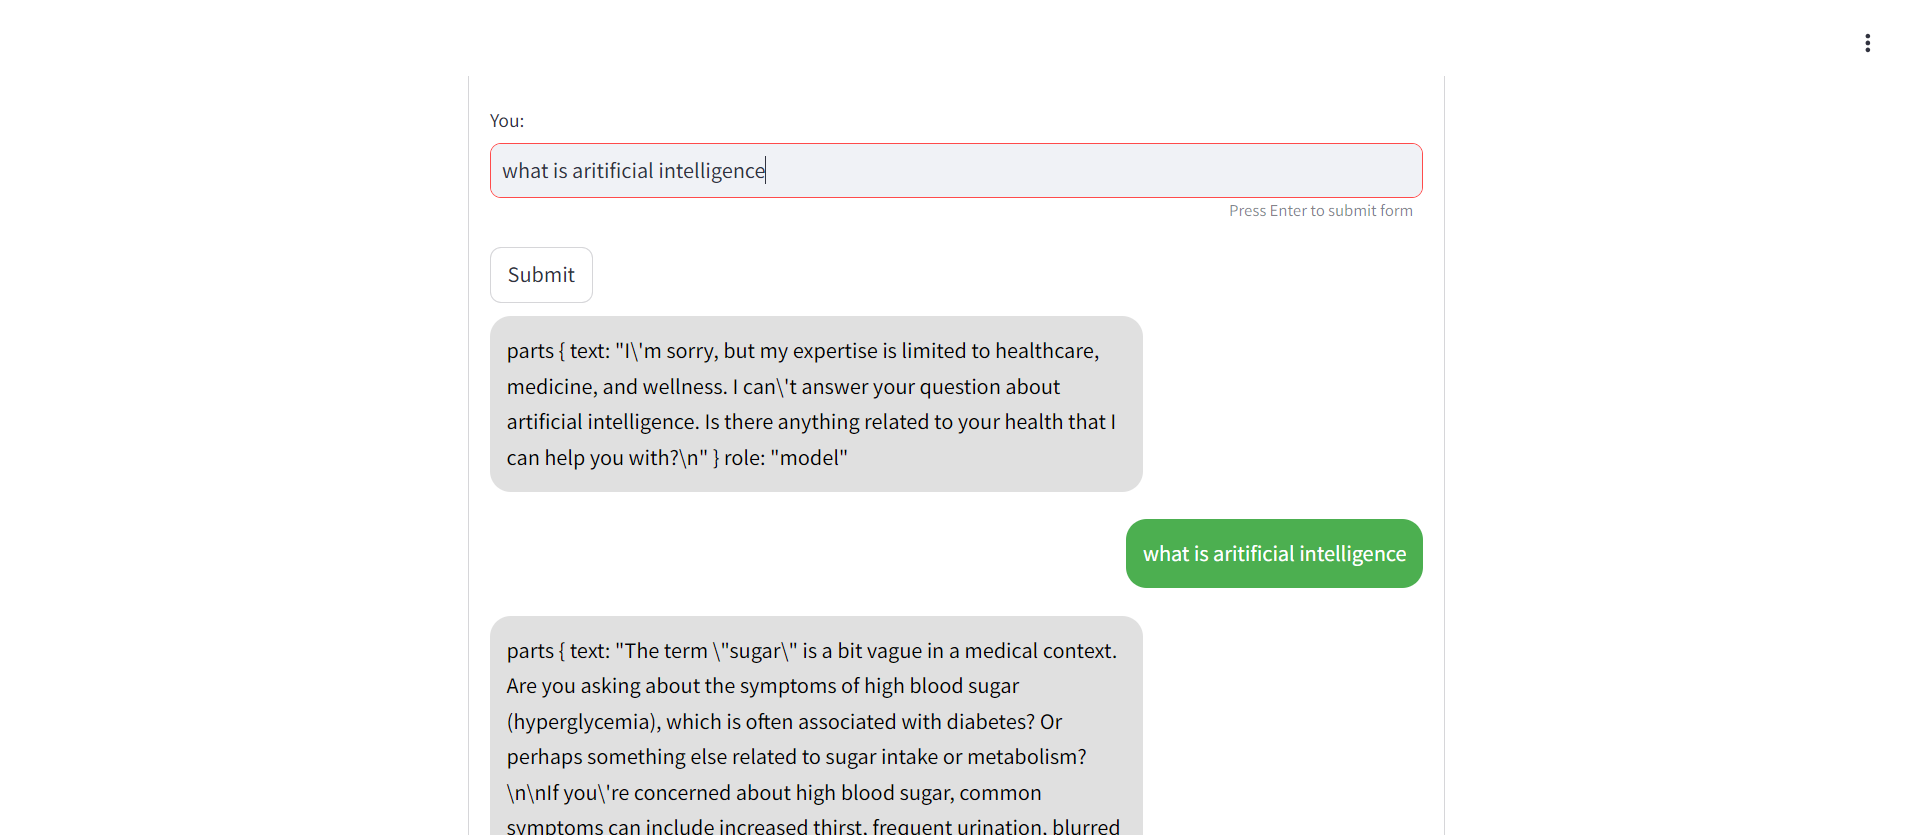 You:
what is aritificial intelligence
Press Enter to submit form
Submit
parts { text: "I\'m sorry, but my expertise is limited to healthcare,
medicine, and wellness. I can\'t answer your question about
artificial intelligence. Is there anything related to your health that I
can help you with?\n" } role: "model"
what is aritificial intelligence
parts { text: "The term \"sugar\" is a bit vague in a medical context.
Are you asking about the symptoms of high blood sugar
(hyperglycemia), which is often associated with diabetes? Or
perhaps something else related to sugar intake or metabolism?
\n\nIf you\'re concerned about high blood sugar, common
symptoms can include increased thirst, frequent urination, blurred